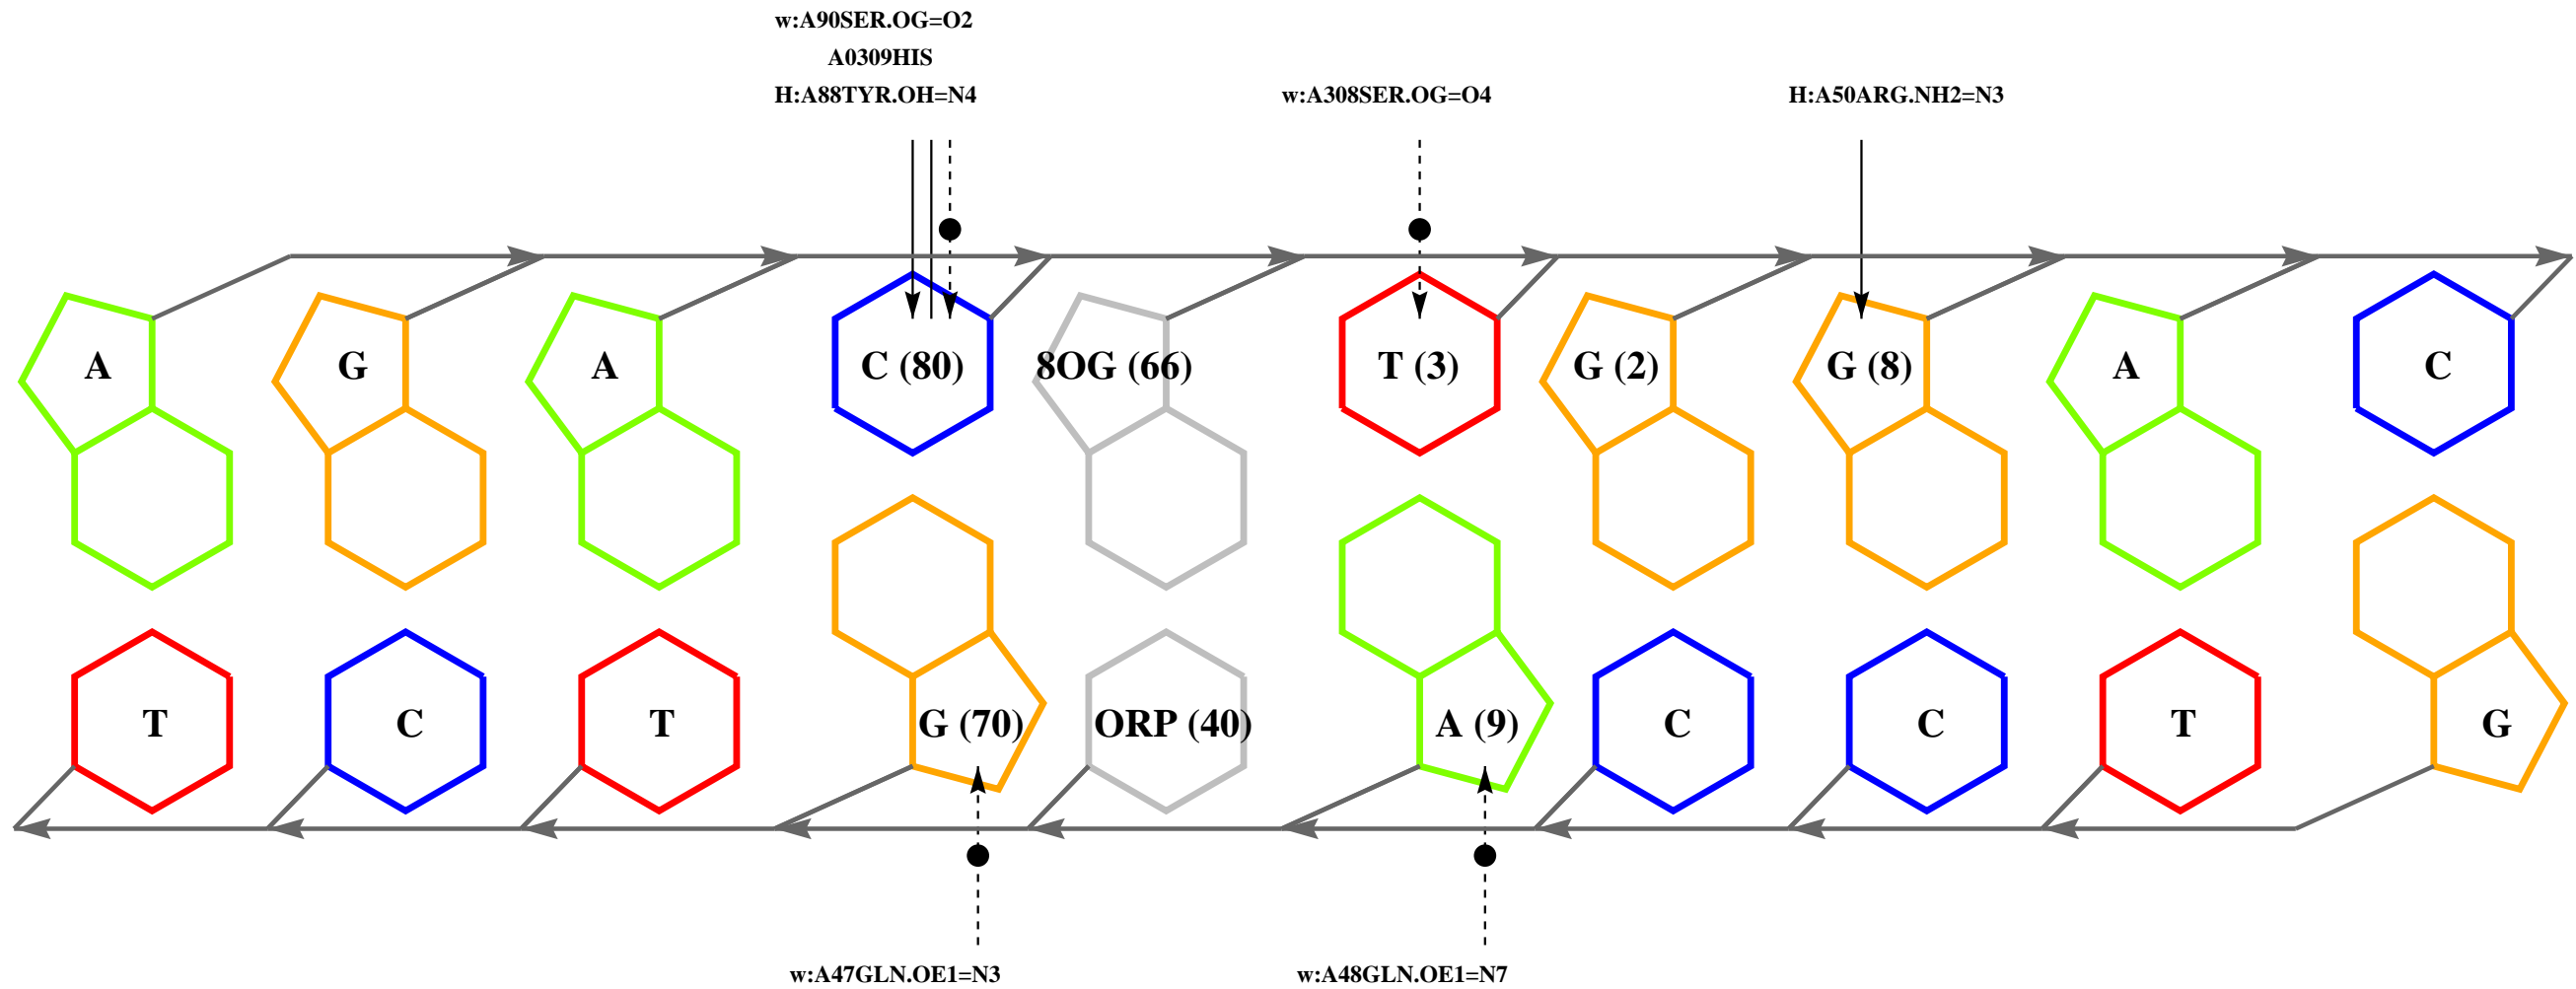 w:A90SER.OG=O2
A0309HIS
H:A88TYR.OH=N4
w:A308SER.OG=O4
H:A50ARG.NH2=N3
A G A C (80) 8OG (66) T (3) G (2) G (8) A C
T C T G (70) ORP (40) A (9) C C T G
w:A47GLN.OE1=N3
w:A48GLN.OE1=N7